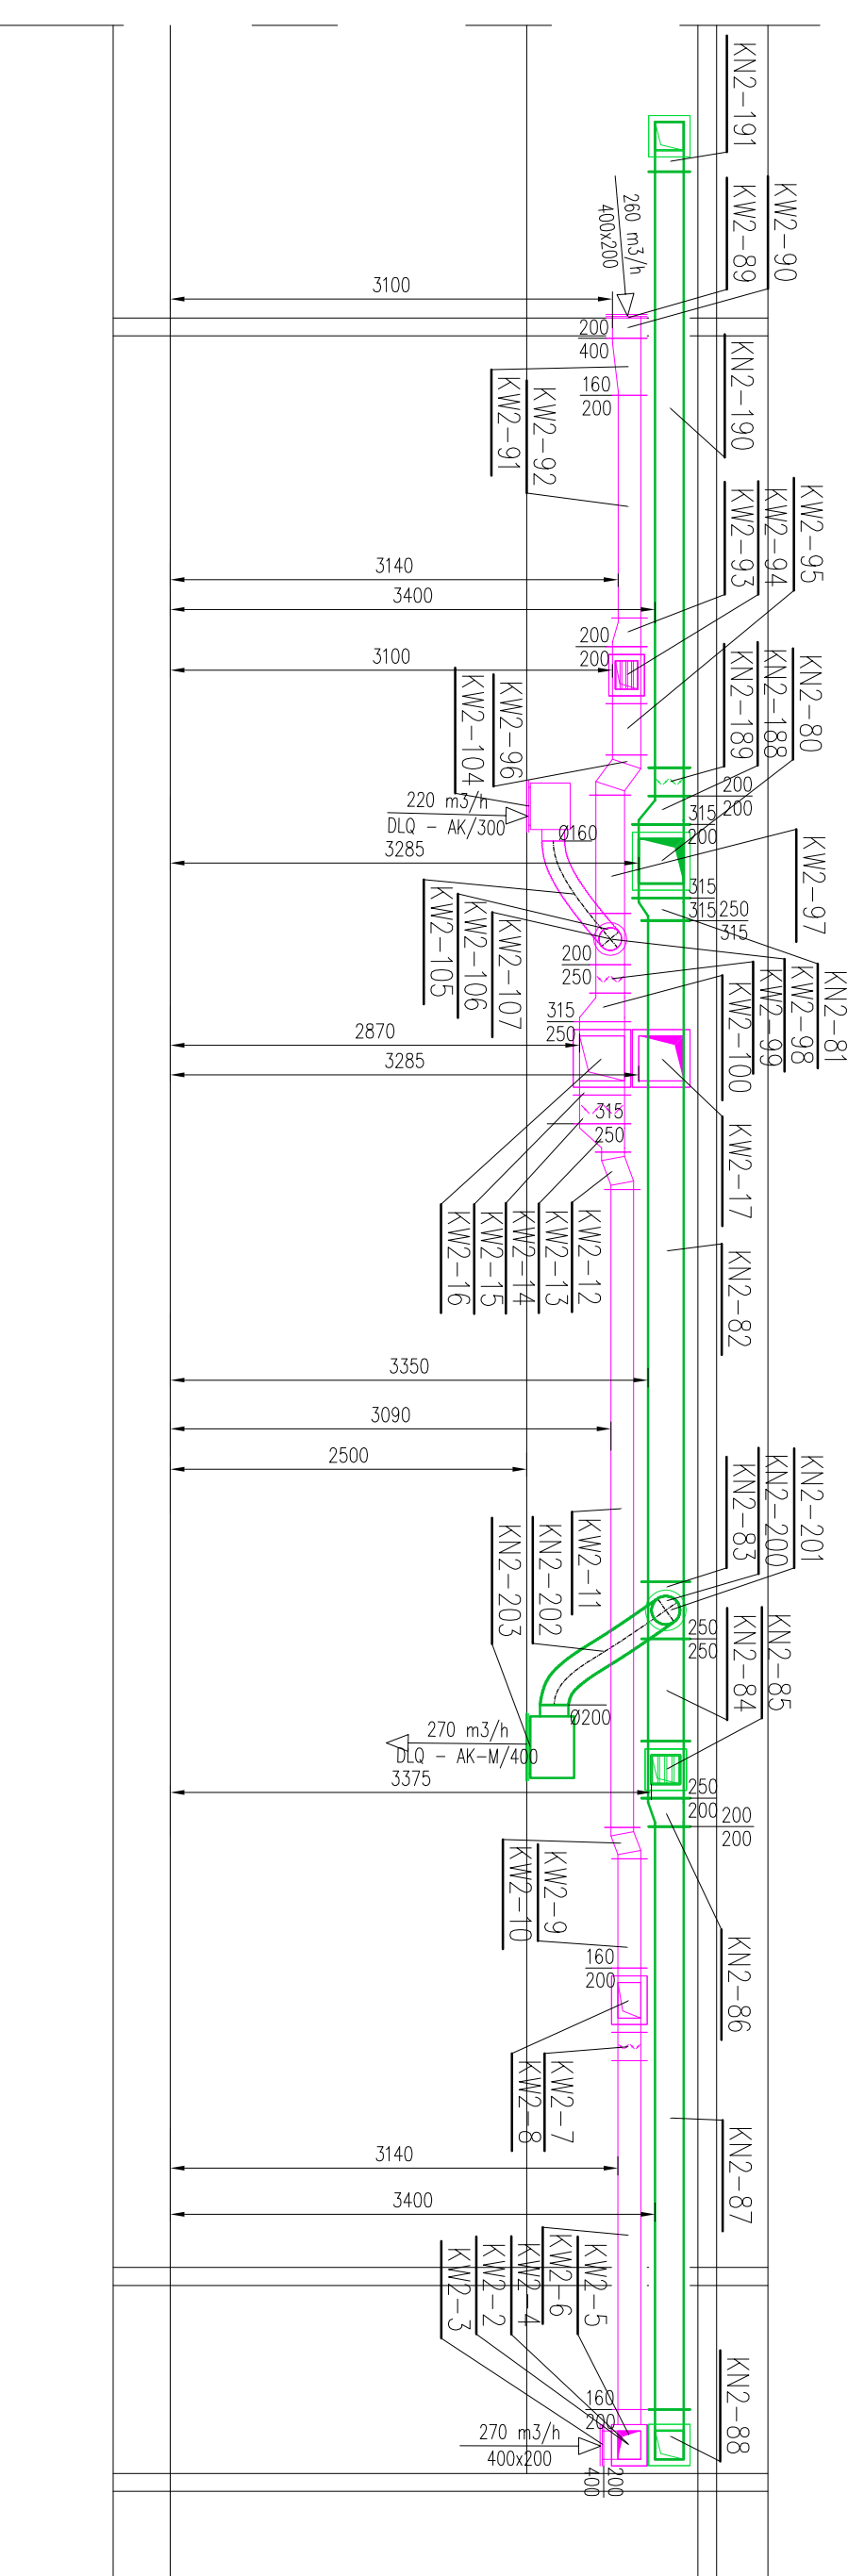 KN2-191
KW2-89
KW2-90
260 m3/h
400x200
3100
200
400
160
200
KN2-190
KW2-92
KW2-91
KW2-95
KW2-94
KW2-93
3140
3400
200
200
3100
KN2-80
KN2-188
KN2-189
KW2-96
KW2-104
200
200
220 m3/h
DLQ - AK/300
Ø160
315
200
3285
KW2-97
315
315
250
315
KW2-105
KW2-106
KW2-107
200
250
KN2-81
KW2-98
KW2-99
KW2-100
315
250
2870
3285
315
250
KW2-17
KW2-12
KW2-13
KW2-14
KW2-15
KW2-16
KN2-82
3350
3090
2500
KN2-201
KN2-200
KN2-83
KW2-11
KN2-202
KN2-203
250
250
KN2-85
KN2-84
Ø200
270 m3/h
DLQ - AK-M/400
3375
250
200
200
200
KW2-9
KW2-10
160
200
KN2-86
KW2-7
KW2-8
KN2-87
3140
3400
KW2-5
KW2-6
KW2-4
KW2-2
KW2-3
KN2-88
160
200
270 m3/h
400x200
200
400